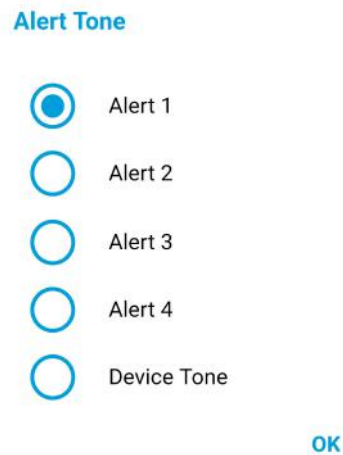 Alert Tone
Alert 1
Alert 2
Alert 3
Alert 4
Device Tone
OK